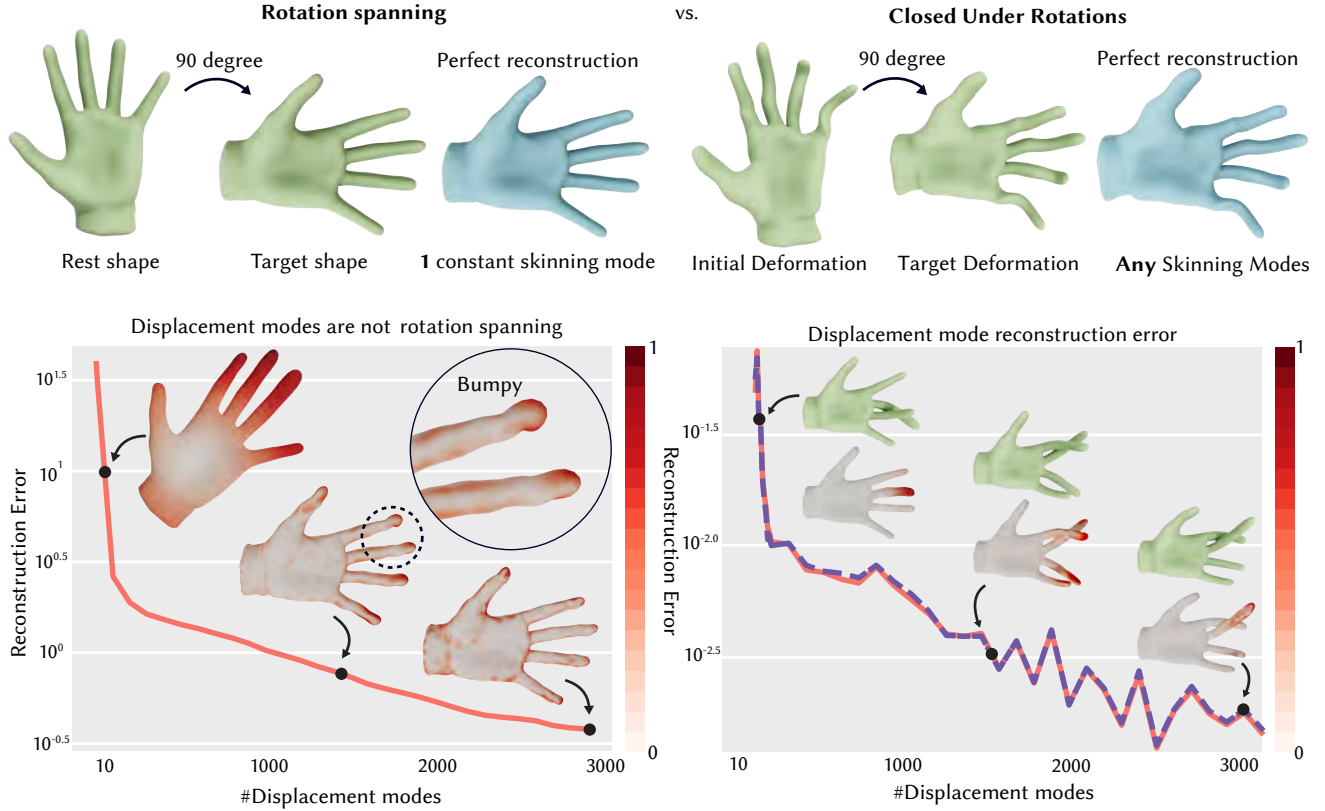 Rotation spanning
vs.
Closed Under Rotations
90 degree
Perfect reconstruction
90 degree
Perfect reconstruction
Rest shape
Target shape
1 constant skinning mode
Initial Deformation
Target Deformation
Any Skinning Modes
Displacement modes are not rotation spanning
Reconstruction Error
10^1.5
10^1
10^0.5
10^0
10^-0.5
Bumpy
1
0
10
1000
2000
3000
#Displacement modes
Displacement mode reconstruction error
Reconstruction Error
10^-1.5
10^-2.0
10^-2.5
1
0
10
1000
2000
3000
#Displacement modes